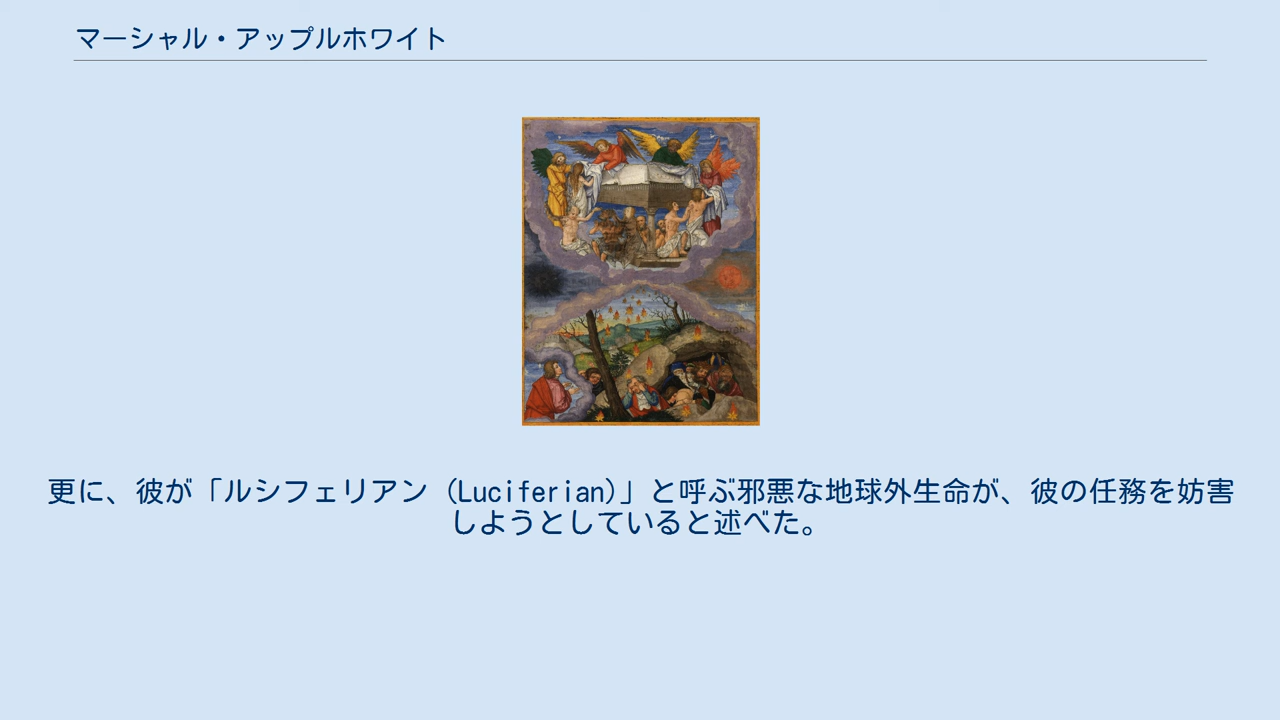 マーシャル・アップルホワイト
更に、彼が「ルシフェリアン (Luciferian)」と呼ぶ邪悪な地球外生命が、彼の任務を妨害
しようとしていると述べた。